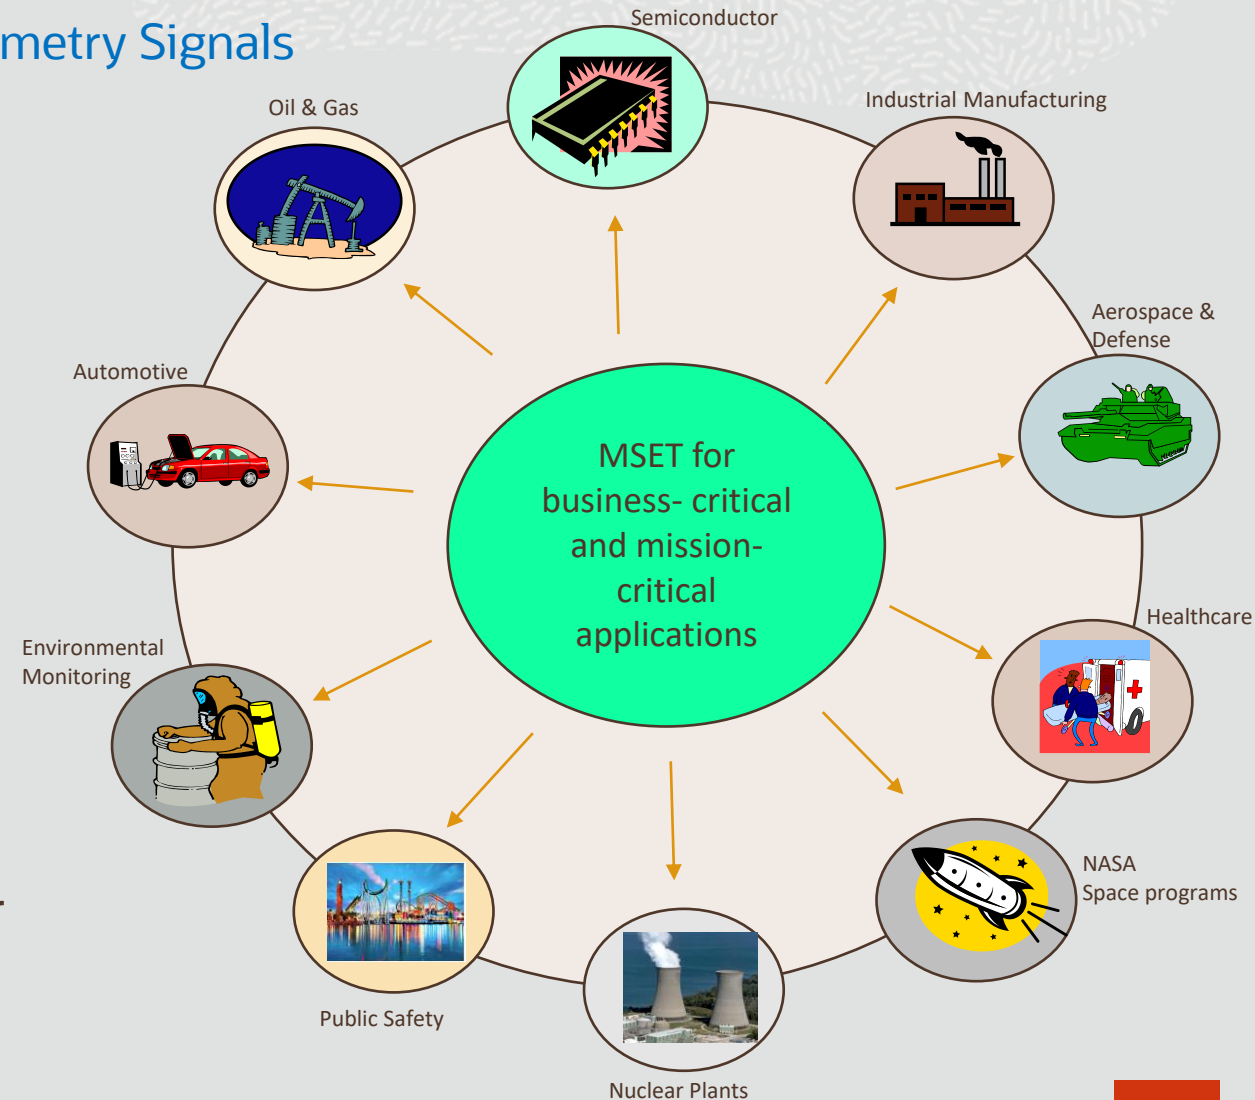 metry Signals
Semiconductor
Oil & Gas
Industrial Manufacturing
Aerospace &
Defense
Automotive
MSET for
business- critical
and mission-
critical
applications
Healthcare
Environmental
Monitoring
NASA
Space programs
Public Safety
Nuclear Plants